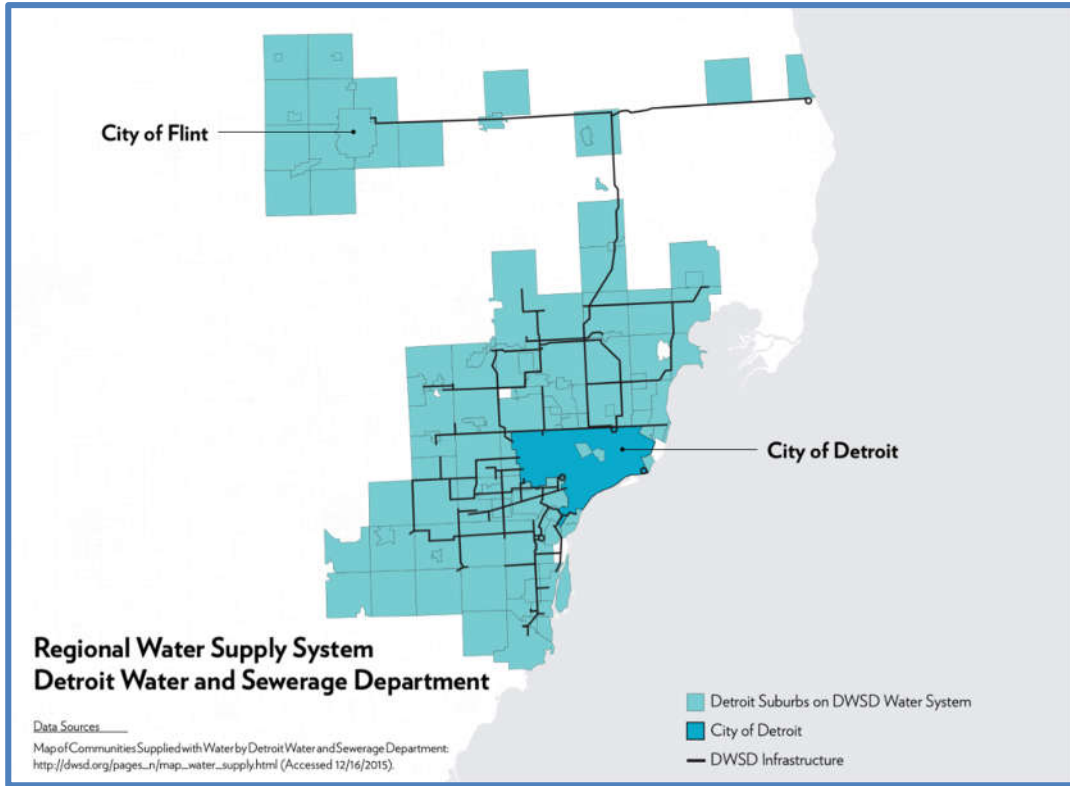 City of Flint
City of Detroit
Regional Water Supply System
Detroit Water and Sewerage Department
Data Sources
Map of Communities Supplied with Water by Detroit Water and Sewerage Department:
http://dwsd.org/pages_n/map_water_supply.html (Accessed 12/16/2015).
Detroit Suburbs on DWSD Water System
City of Detroit
DWSD Infrastructure